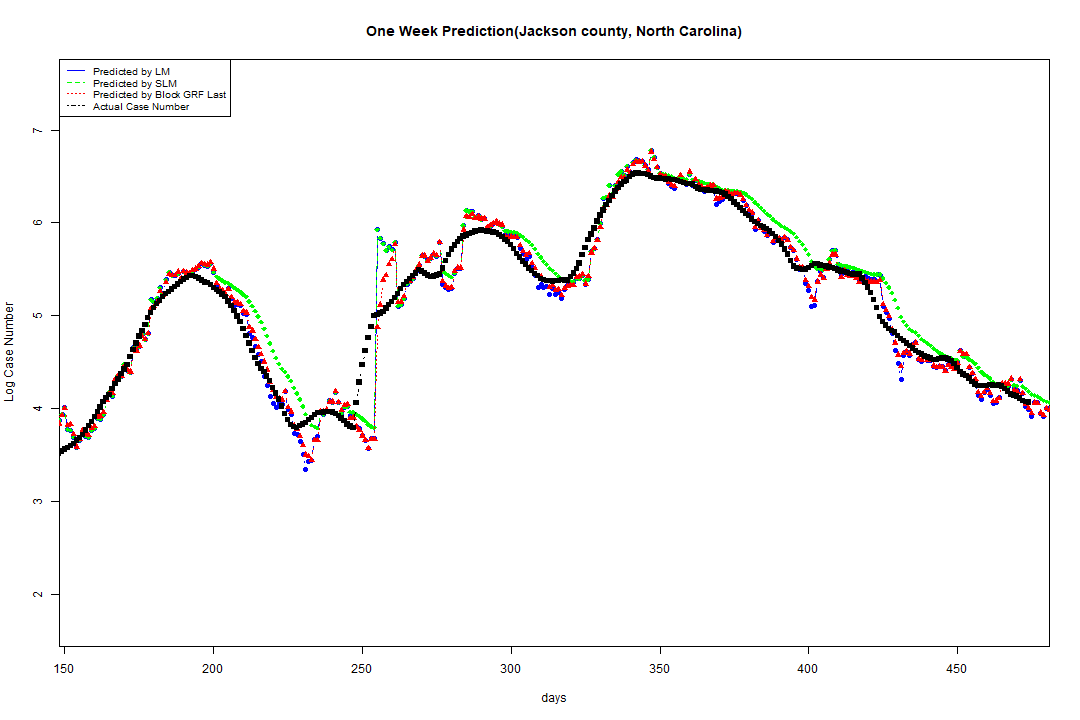 One Week Prediction(Jackson county, North Carolina)
Predicted by LM
Predicted by SLM
Predicted by Block GRF Last
Actual Case Number
7
6
5
4
3
2
Log Case Number
150 200 250 300 350 400 450
days